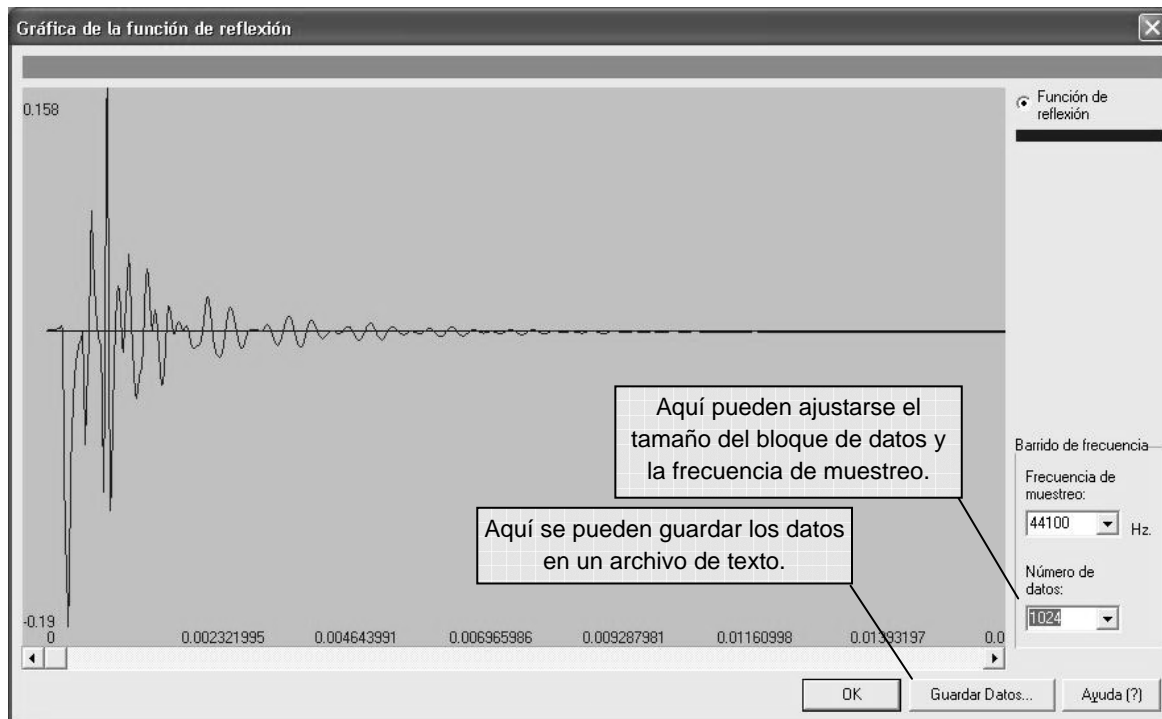 Gráfica de la función de reflexión
0.158
Función de
reflexión
Aquí pueden ajustarse el
tamaño del bloque de datos y
la frecuencia de muestreo.
Barrido de frecuencia
Frecuencia de
muestreo:
44100 Hz.
Aquí se pueden guardar los datos
en un archivo de texto.
Número de
datos:
1024
-0.19
0 0.002321995 0.004643991 0.006965986 0.009287981 0.01160998 0.01393197 0.0
OK Guardar Datos... Ayuda (?)